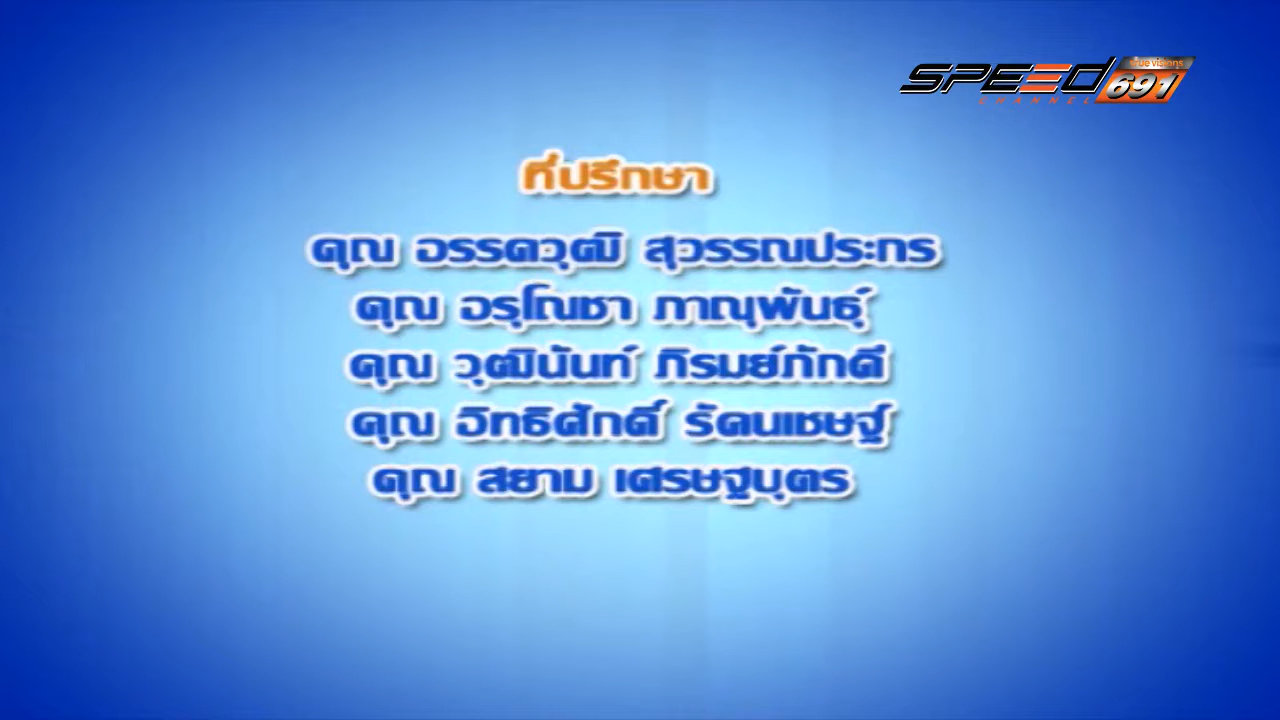 SPEED
true visions
CHANNEL
691
ที่ปรึกษา
คุณ อรรควุฒิ สุวรรณประกร
คุณ อรุโณชา ภาณุพันธุ์
คุณ วุฒินันท์ ภิรมย์ภักดี
คุณ อิทธิศักดิ์ รัคนเชษฐ์
คุณ สยาม เศรษฐบุตร